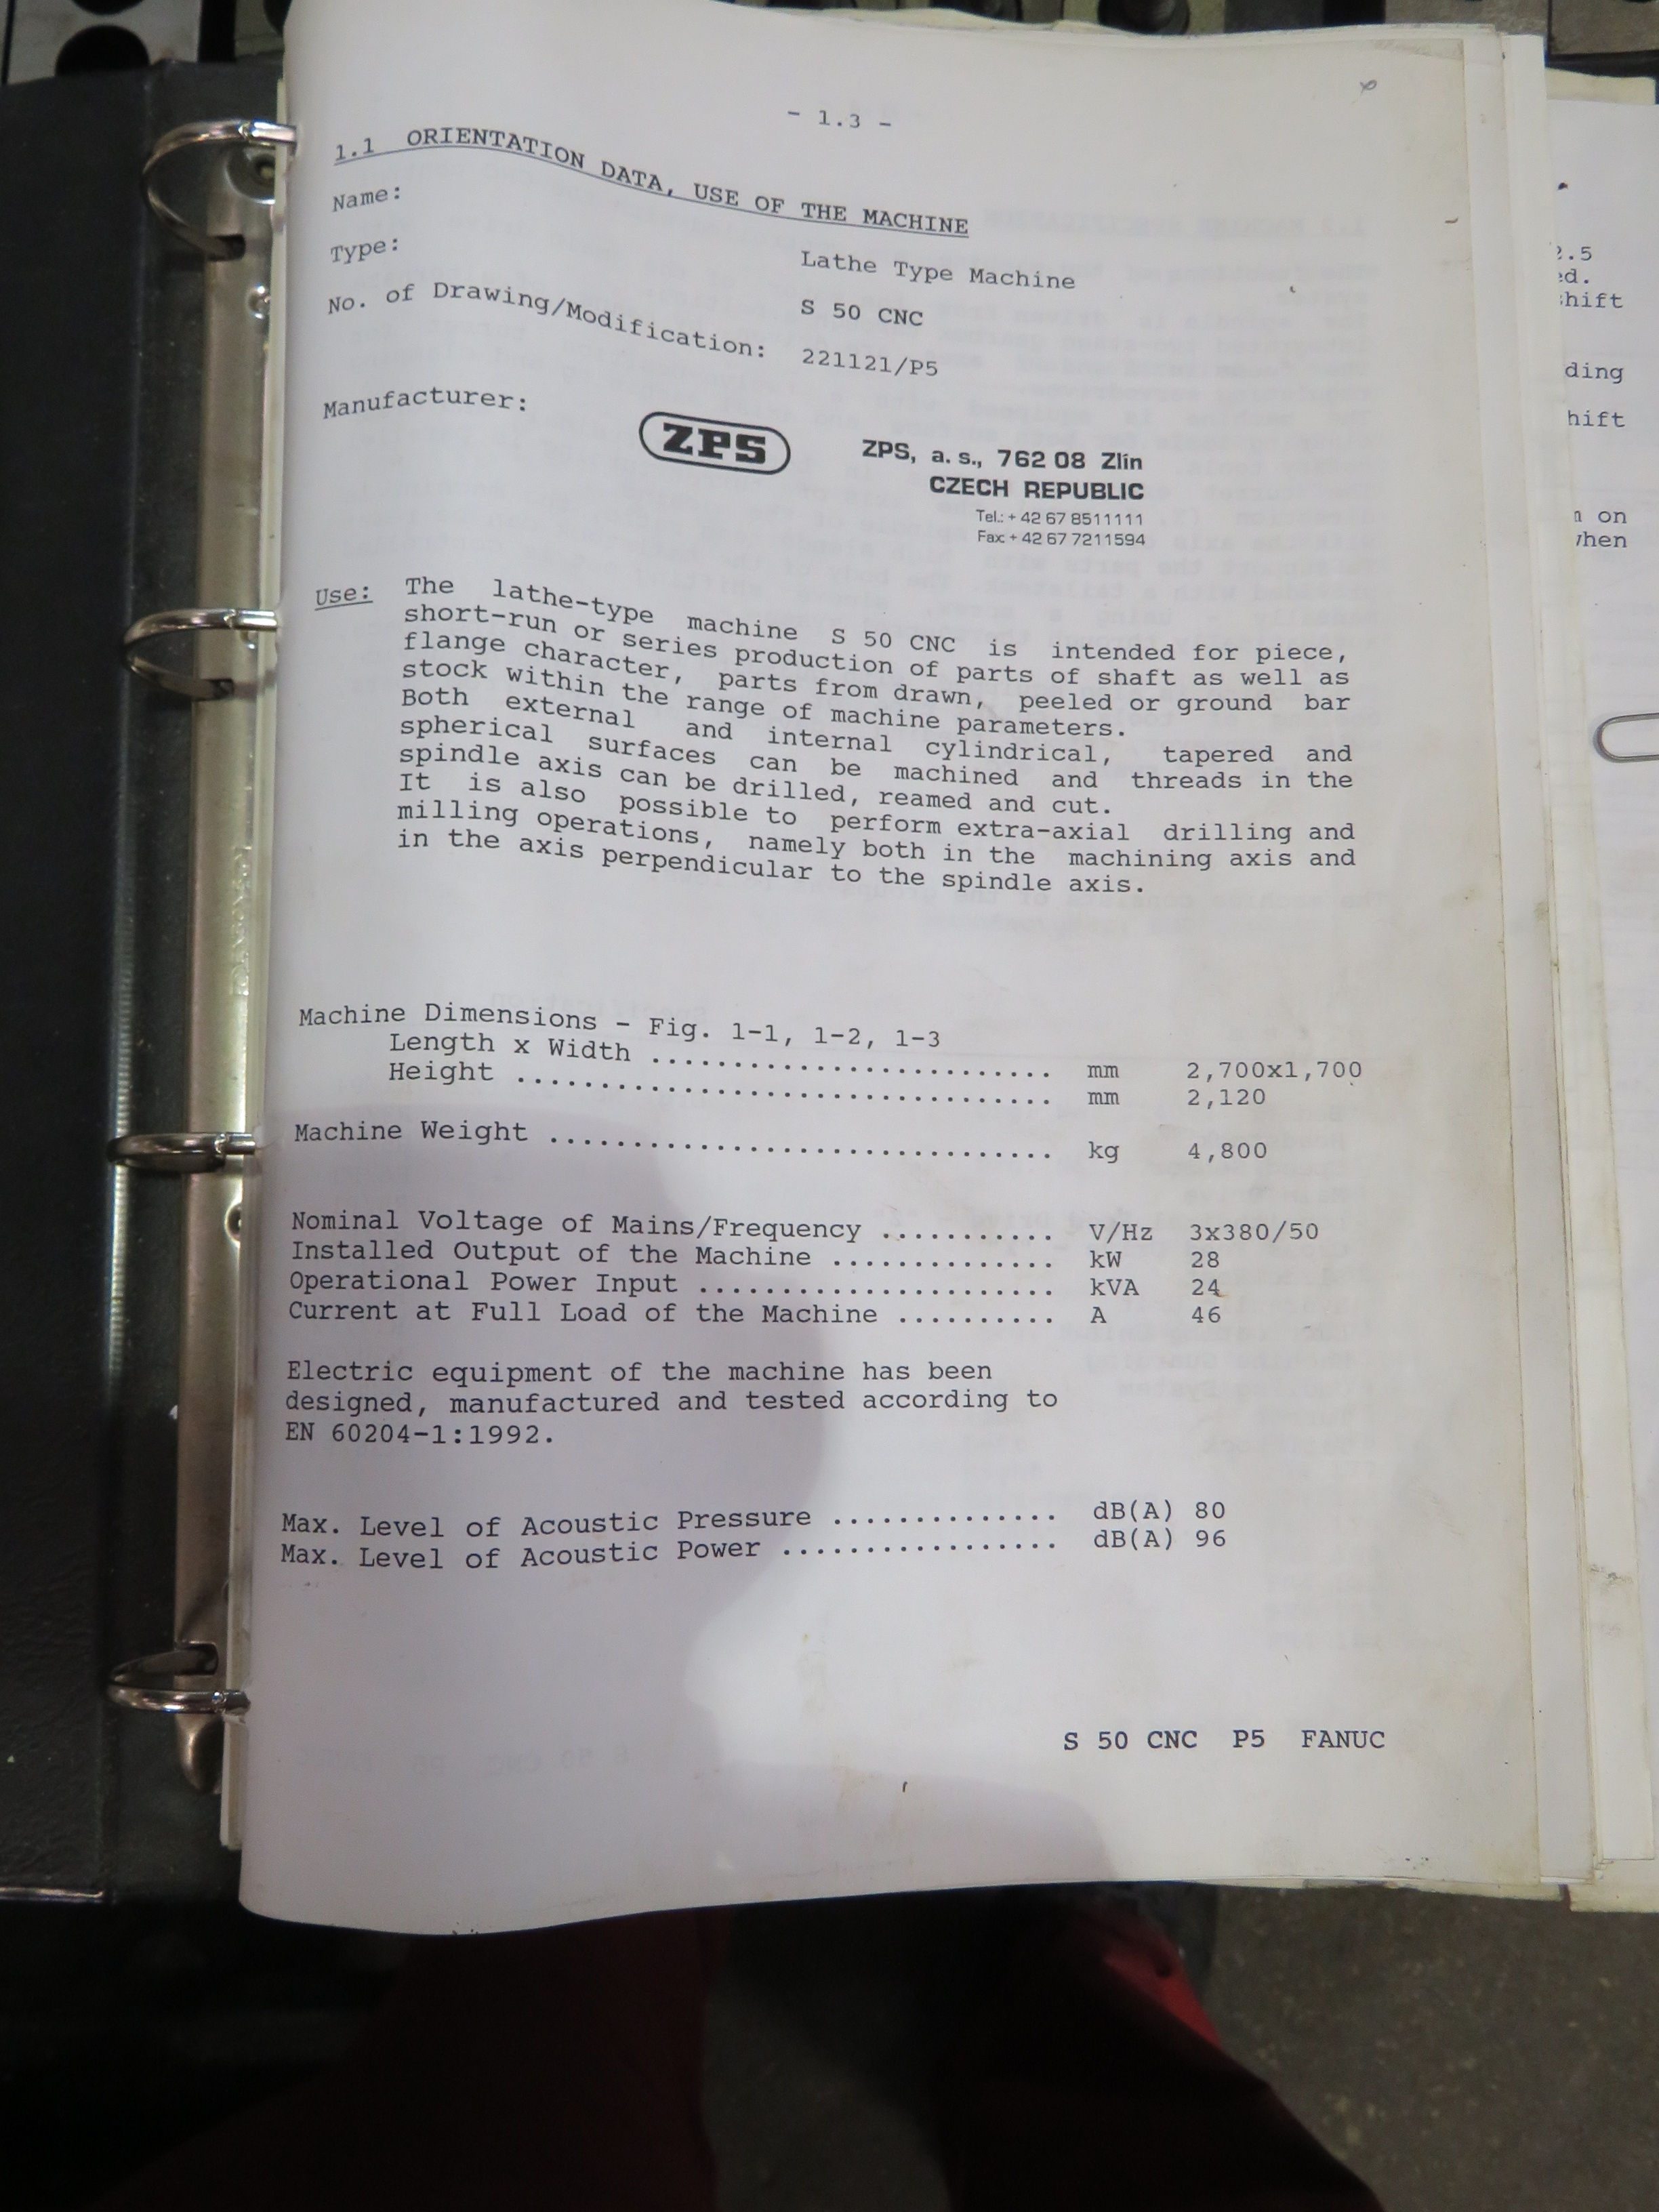 - 1.3 -
1.1 ORIENTATION DATA, USE OF THE MACHINE
Name: Lathe Type Machine
Type: S 50 CNC
No. of Drawing/Modification: 221121/P5
Manufacturer:
ZPS
ZPS, a. s., 762 08 Zlín
CZECH REPUBLIC
Tel.: + 42 67 8511111
Fax: + 42 67 7211594
Use: The lathe-type machine S 50 CNC is intended for piece,
short-run or series production of parts of shaft as well as
flange character, parts from drawn, peeled or ground bar
stock within the range of machine parameters.
Both external and internal cylindrical, tapered and
spherical surfaces can be machined and threads in the
spindle axis can be drilled, reamed and cut.
It is also possible to perform extra-axial drilling and
milling operations, namely both in the machining axis and
in the axis perpendicular to the spindle axis.
Machine Dimensions - Fig. 1-1, 1-2, 1-3
Length x Width ......................... mm 2,700x1,700
Height ................................. mm 2,120
Machine Weight ............................... kg 4,800
Nominal Voltage of Mains/Frequency ........... V/Hz 3x380/50
Installed Output of the Machine .............. kW 28
Operational Power Input ...................... kVA 24
Current at Full Load of the Machine .......... A 46
Electric equipment of the machine has been
designed, manufactured and tested according to
EN 60204-1:1992.
Max. Level of Acoustic Pressure .............. dB(A) 80
Max. Level of Acoustic Power ................. dB(A) 96
S 50 CNC P5 FANUC
2.5
ed.
shift
ding
hift
on
when